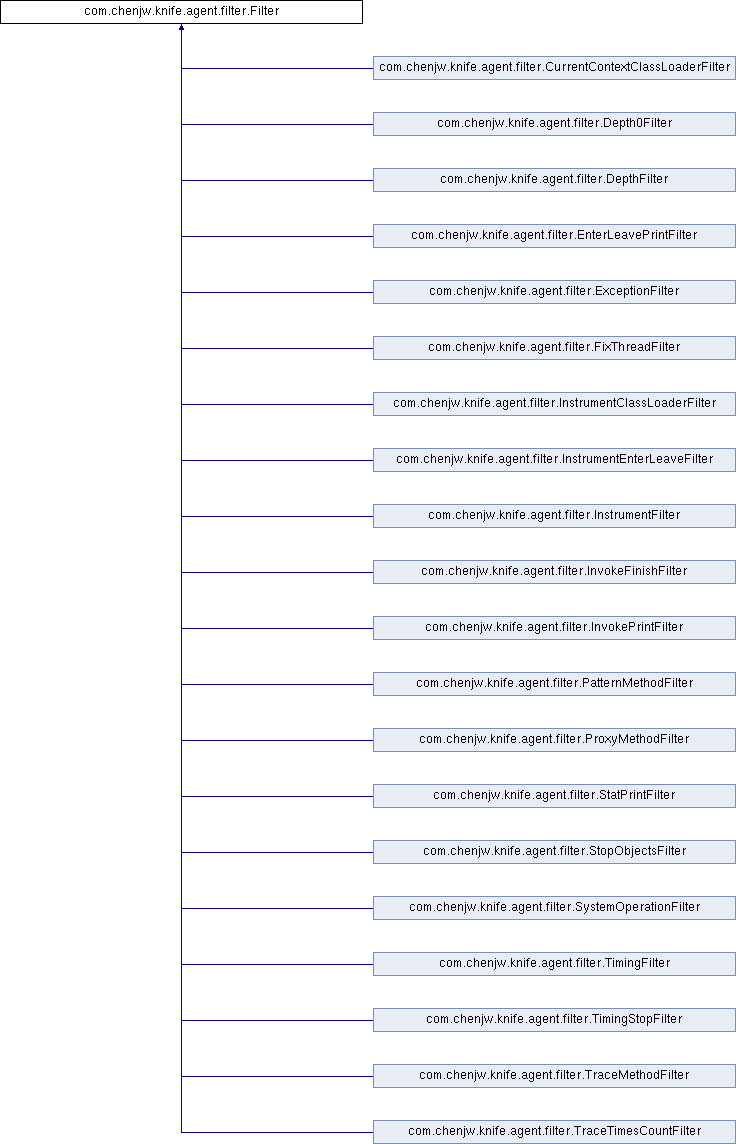 com.chenjw.knife.agent.filter.Filter
com.chenjw.knife.agent.filter.CurrentContextClassLoaderFilter
com.chenjw.knife.agent.filter.Depth0Filter
com.chenjw.knife.agent.filter.DepthFilter
com.chenjw.knife.agent.filter.EnterLeavePrintFilter
com.chenjw.knife.agent.filter.ExceptionFilter
com.chenjw.knife.agent.filter.FixThreadFilter
com.chenjw.knife.agent.filter.InstrumentClassLoaderFilter
com.chenjw.knife.agent.filter.InstrumentEnterLeaveFilter
com.chenjw.knife.agent.filter.InstrumentFilter
com.chenjw.knife.agent.filter.InvokeFinishFilter
com.chenjw.knife.agent.filter.InvokePrintFilter
com.chenjw.knife.agent.filter.PatternMethodFilter
com.chenjw.knife.agent.filter.ProxyMethodFilter
com.chenjw.knife.agent.filter.StatPrintFilter
com.chenjw.knife.agent.filter.StopObjectsFilter
com.chenjw.knife.agent.filter.SystemOperationFilter
com.chenjw.knife.agent.filter.TimingFilter
com.chenjw.knife.agent.filter.TimingStopFilter
com.chenjw.knife.agent.filter.TraceMethodFilter
com.chenjw.knife.agent.filter.TraceTimesCountFilter